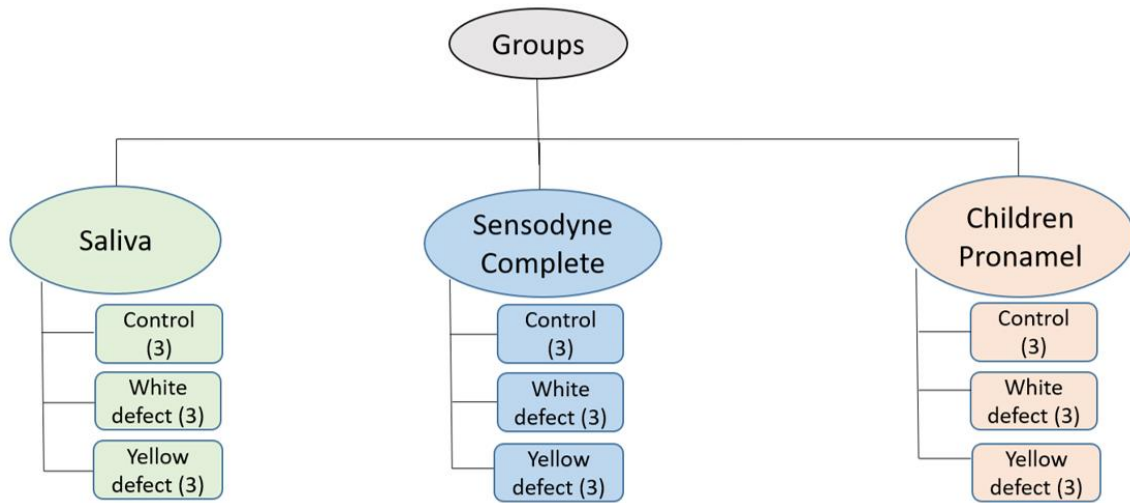 Groups
Saliva
Control
(3)
White
defect (3)
Yellow
defect (3)
Sensodyne
Complete
Control
(3)
White
defect (3)
Yellow
defect (3)
Children
Pronamel
Control
(3)
White
defect (3)
Yellow
defect (3)